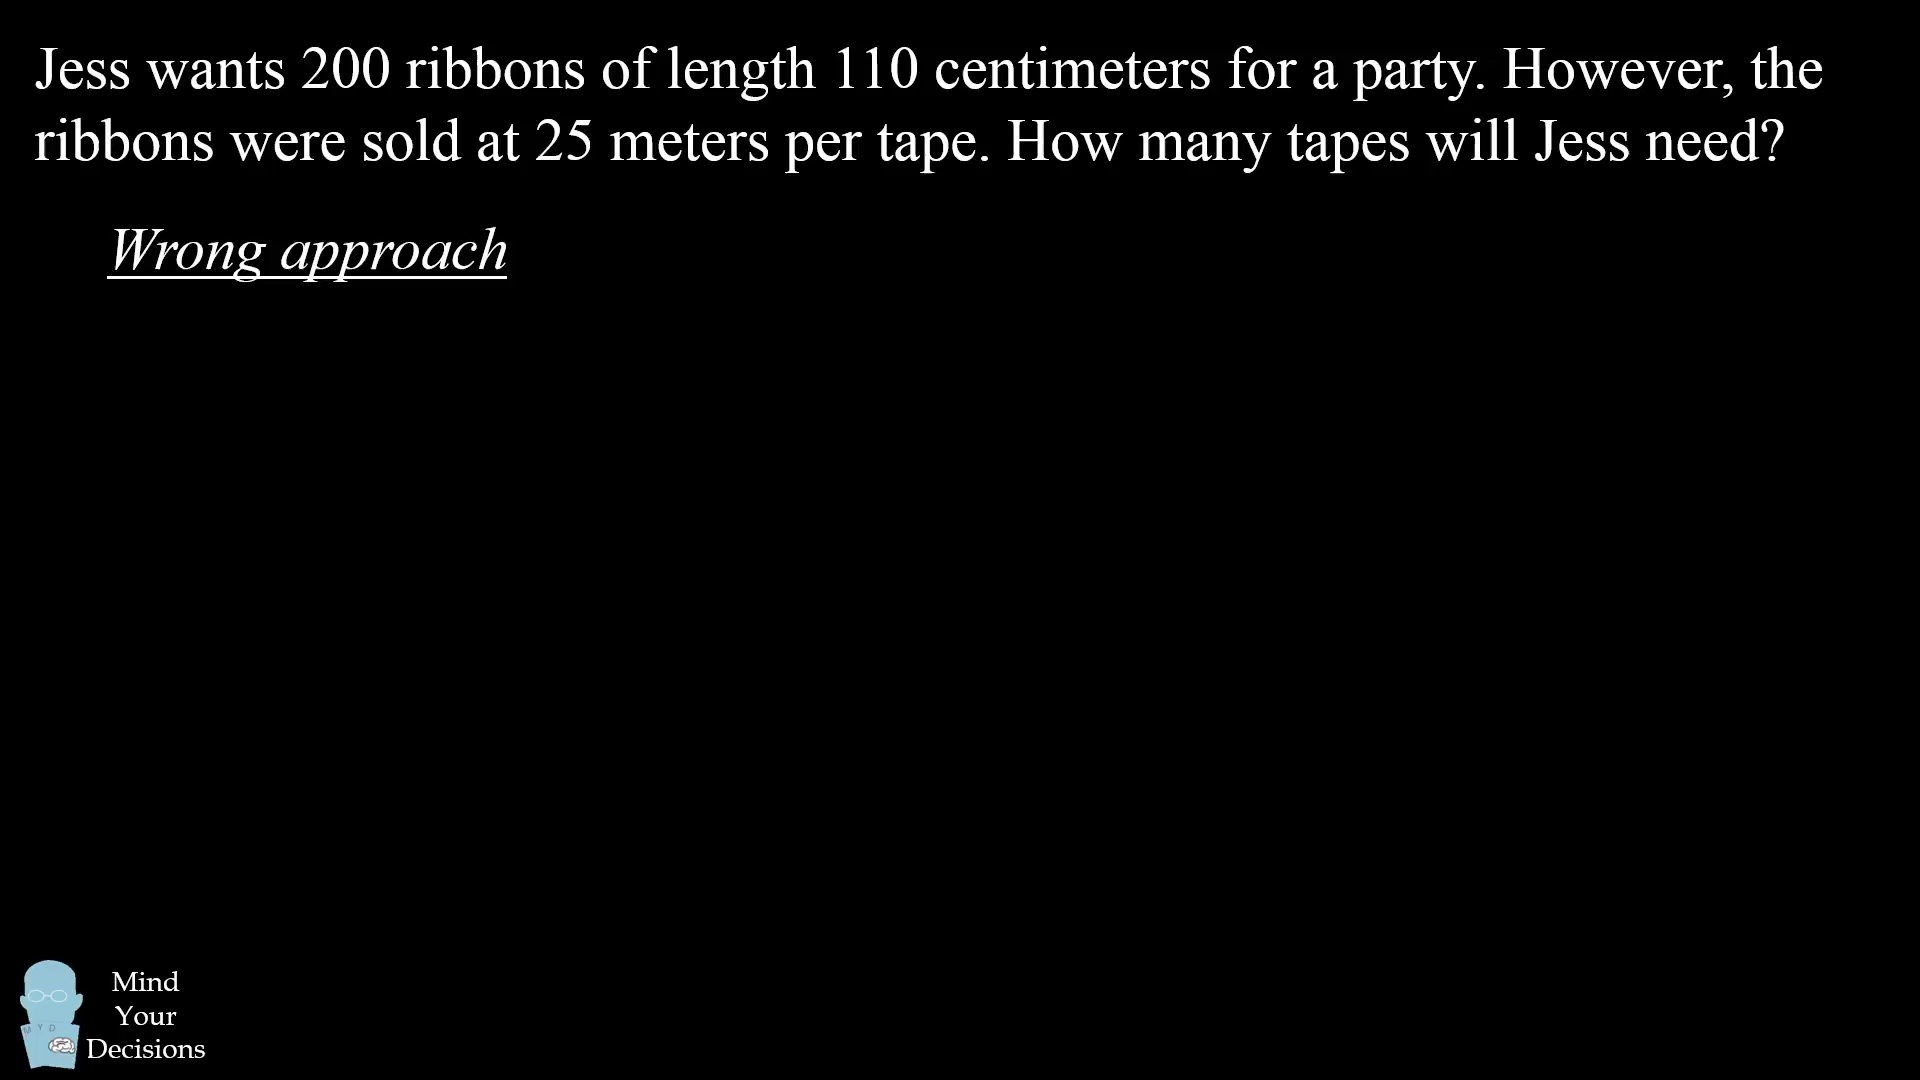 Jess wants 200 ribbons of length 110 centimeters for a party. However, the
ribbons were sold at 25 meters per tape. How many tapes will Jess need?
Wrong approach
M Y D
Mind
Your
Decisions